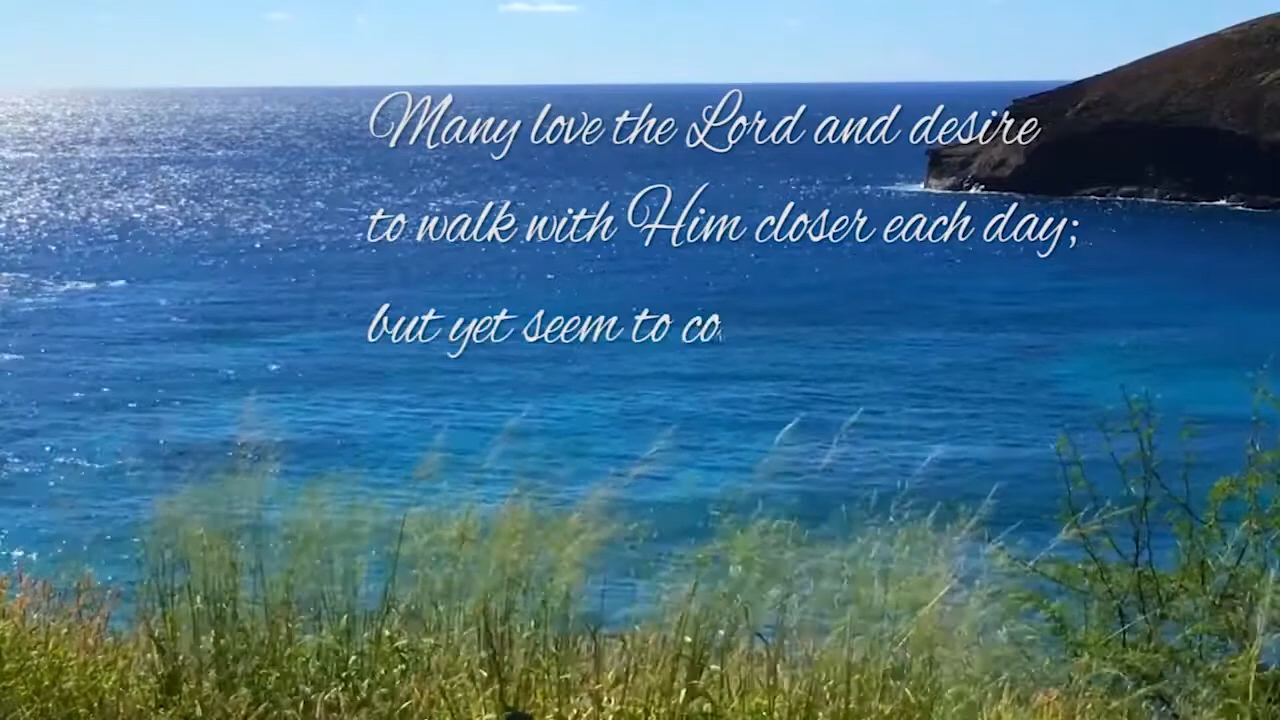 Many love the Lord and desire
to walk with Him closer each day;
but yet seem to co